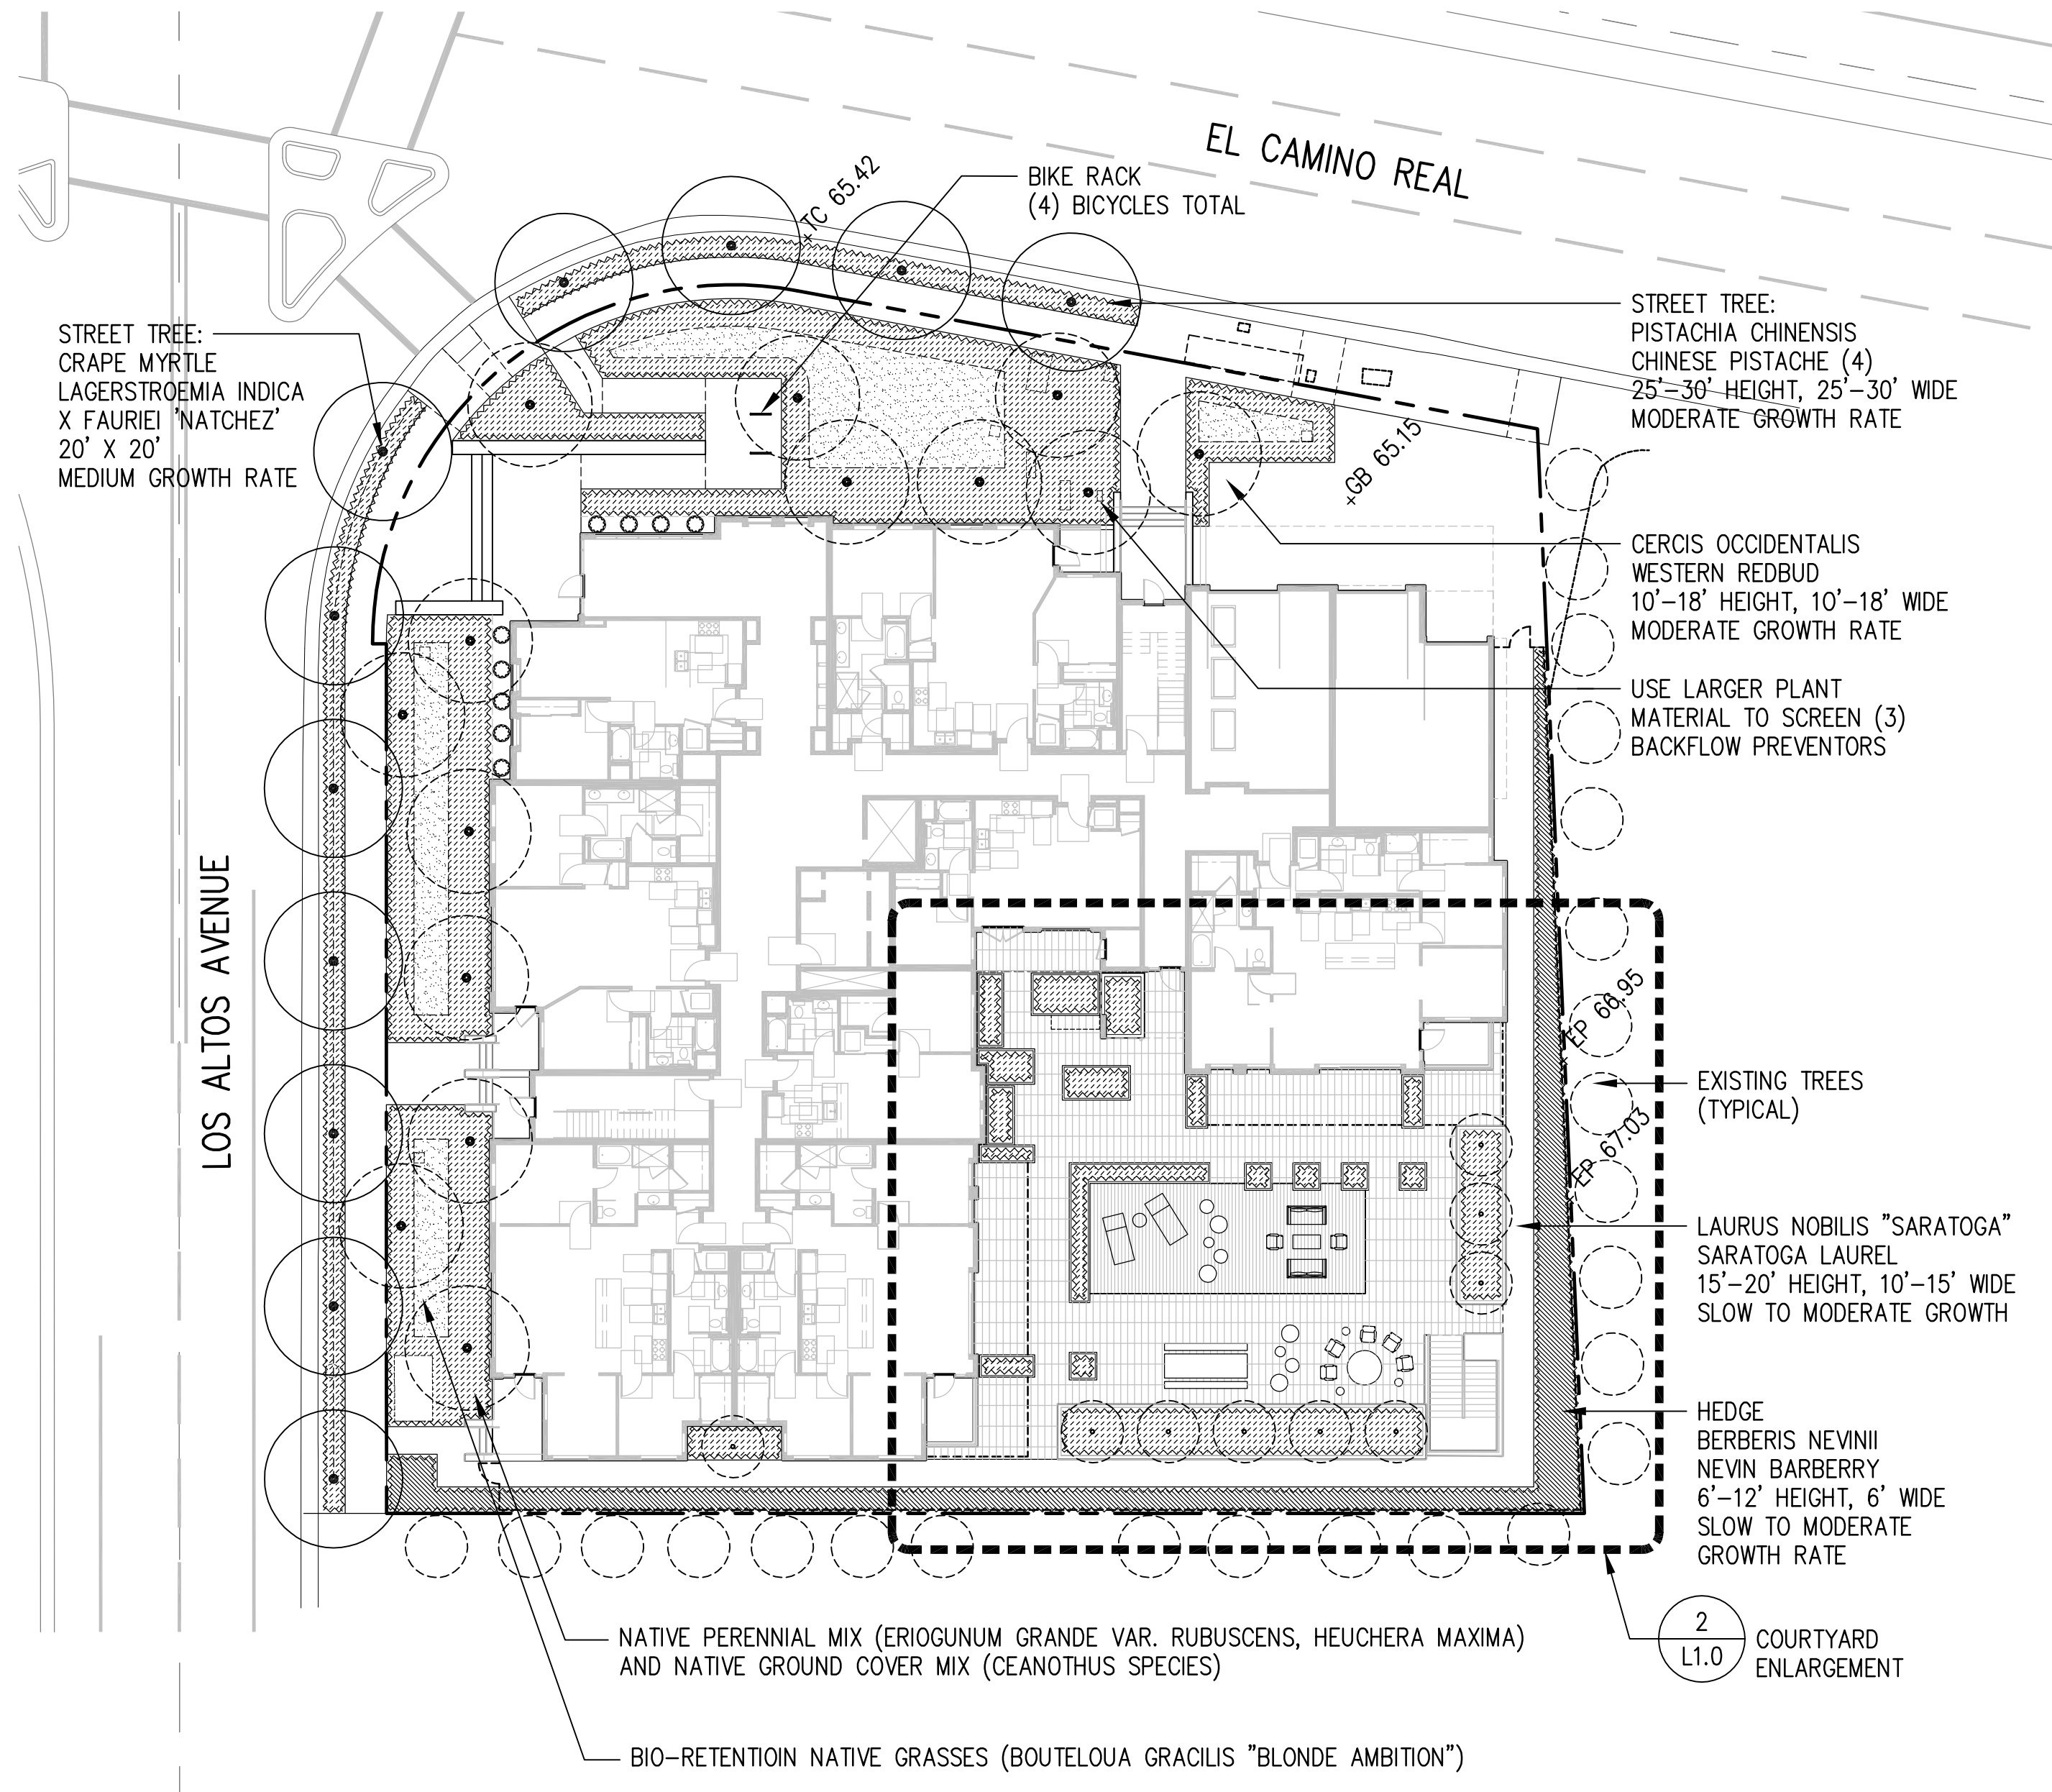 EL CAMINO REAL
+TC 65.42
BIKE RACK
(4) BICYCLES TOTAL
STREET TREE:
CRAPE MYRTLE
LAGERSTROEMIA INDICA
X FAURIEI 'NATCHEZ'
20' X 20'
MEDIUM GROWTH RATE
STREET TREE:
PISTACHIA CHINENSIS
CHINESE PISTACHE (4)
25'-30' HEIGHT, 25'-30' WIDE
MODERATE GROWTH RATE
+GB 65.15
CERCIS OCCIDENTALIS
WESTERN REDBUD
10'-18' HEIGHT, 10'-18' WIDE
MODERATE GROWTH RATE
USE LARGER PLANT
MATERIAL TO SCREEN (3)
BACKFLOW PREVENTORS
LOS ALTOS AVENUE
EP 66.95
EXISTING TREES
(TYPICAL)
EP 67.03
LAURUS NOBILIS "SARATOGA"
SARATOGA LAUREL
15'-20' HEIGHT, 10'-15' WIDE
SLOW TO MODERATE GROWTH
HEDGE
BERBERIS NEVINII
NEVIN BARBERRY
6'-12' HEIGHT, 6' WIDE
SLOW TO MODERATE
GROWTH RATE
2
L1.0
COURTYARD
ENLARGEMENT
NATIVE PERENNIAL MIX (ERIOGUNUM GRANDE VAR. RUBUSCENS, HEUCHERA MAXIMA)
AND NATIVE GROUND COVER MIX (CEANOTHUS SPECIES)
BIO-RETENTIOIN NATIVE GRASSES (BOUTELOUA GRACILIS "BLONDE AMBITION")